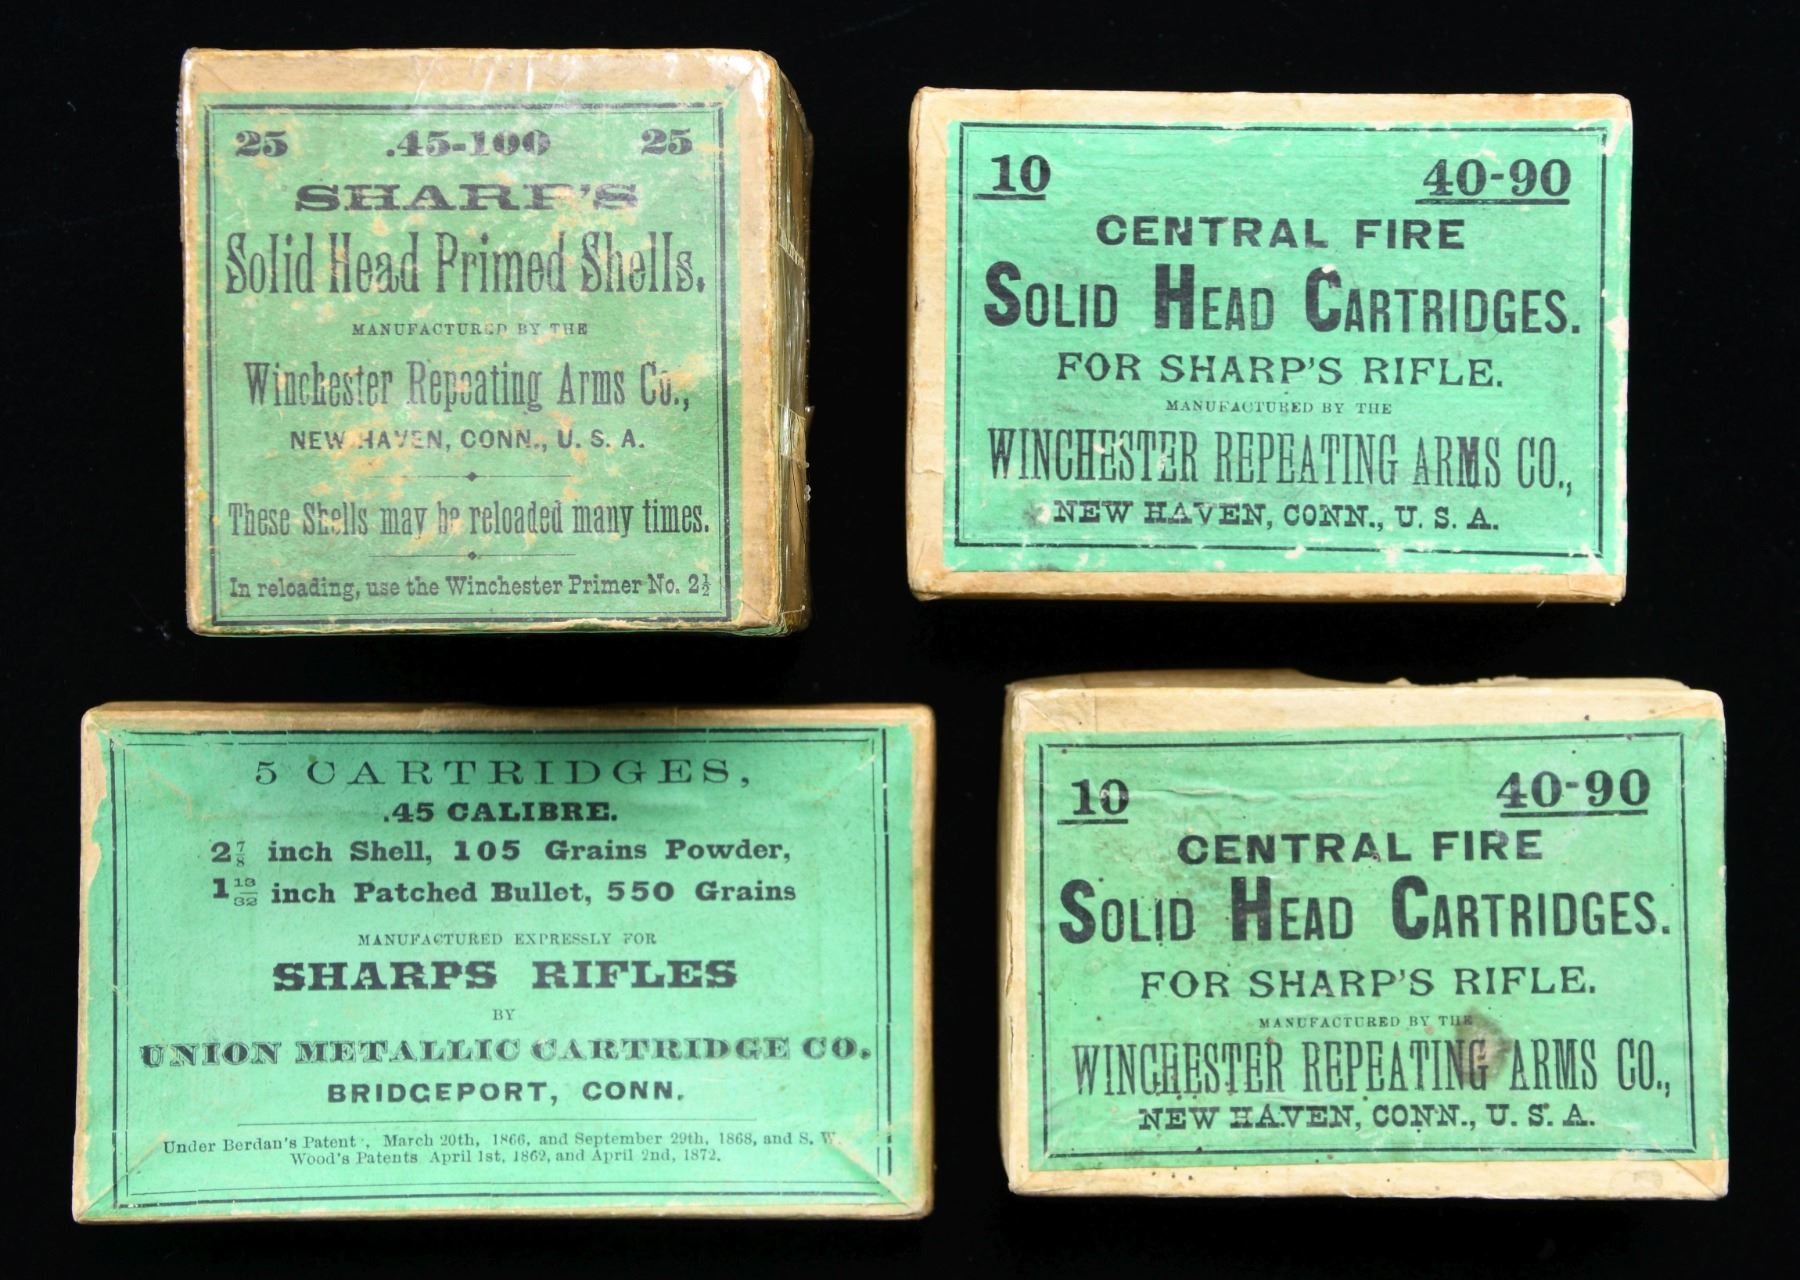 25 .45-100 25
SHARP'S
Solid Head Primed Shells.
MANUFACTURED BY THE
Winchester Repeating Arms Co.,
NEW HAVEN, CONN., U. S. A.
These Shells may be reloaded many times.
In reloading, use the Winchester Primer No. 2½
10 40-90
CENTRAL FIRE
SOLID HEAD CARTRIDGES.
FOR SHARP'S RIFLE.
MANUFACTURED BY THE
WINCHESTER REPEATING ARMS CO.,
NEW HAVEN, CONN., U. S. A.
5 CARTRIDGES,
.45 CALIBRE.
2⅞ inch Shell, 105 Grains Powder,
1 13/32 inch Patched Bullet, 550 Grains
MANUFACTURED EXPRESSLY FOR
SHARPS RIFLES
BY
UNION METALLIC CARTRIDGE CO.
BRIDGEPORT, CONN.
Under Berdan's Patent, March 20th, 1866, and September 29th, 1868, and S. W.
Wood's Patents April 1st, 1862, and April 2nd, 1872.
10 40-90
CENTRAL FIRE
SOLID HEAD CARTRIDGES.
FOR SHARP'S RIFLE.
MANUFACTURED BY THE
WINCHESTER REPEATING ARMS CO.,
NEW HAVEN, CONN., U. S. A.